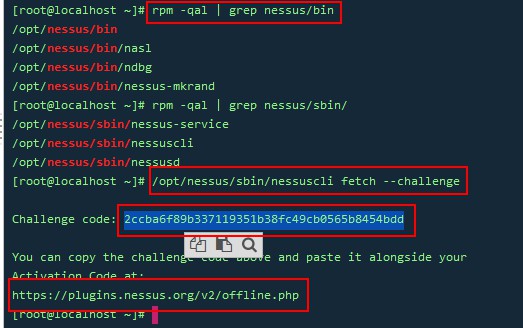 [root@localhost ~]# rpm -qal | grep nessus/bin
/opt/nessus/bin
/opt/nessus/bin/nasl
/opt/nessus/bin/ndbg
/opt/nessus/bin/nessus-mkrand
[root@localhost ~]# rpm -qal | grep nessus/sbin/
/opt/nessus/sbin/nessus-service
/opt/nessus/sbin/nessuscli
/opt/nessus/sbin/nessusd
[root@localhost ~]# /opt/nessus/sbin/nessuscli fetch --challenge
Challenge code: 2ccba6f89b337119351b38fc49cb0565b8454bdd
You can copy the challenge code above and paste it alongside your
Activation Code at:
https://plugins.nessus.org/v2/offline.php
[root@localhost ~]#